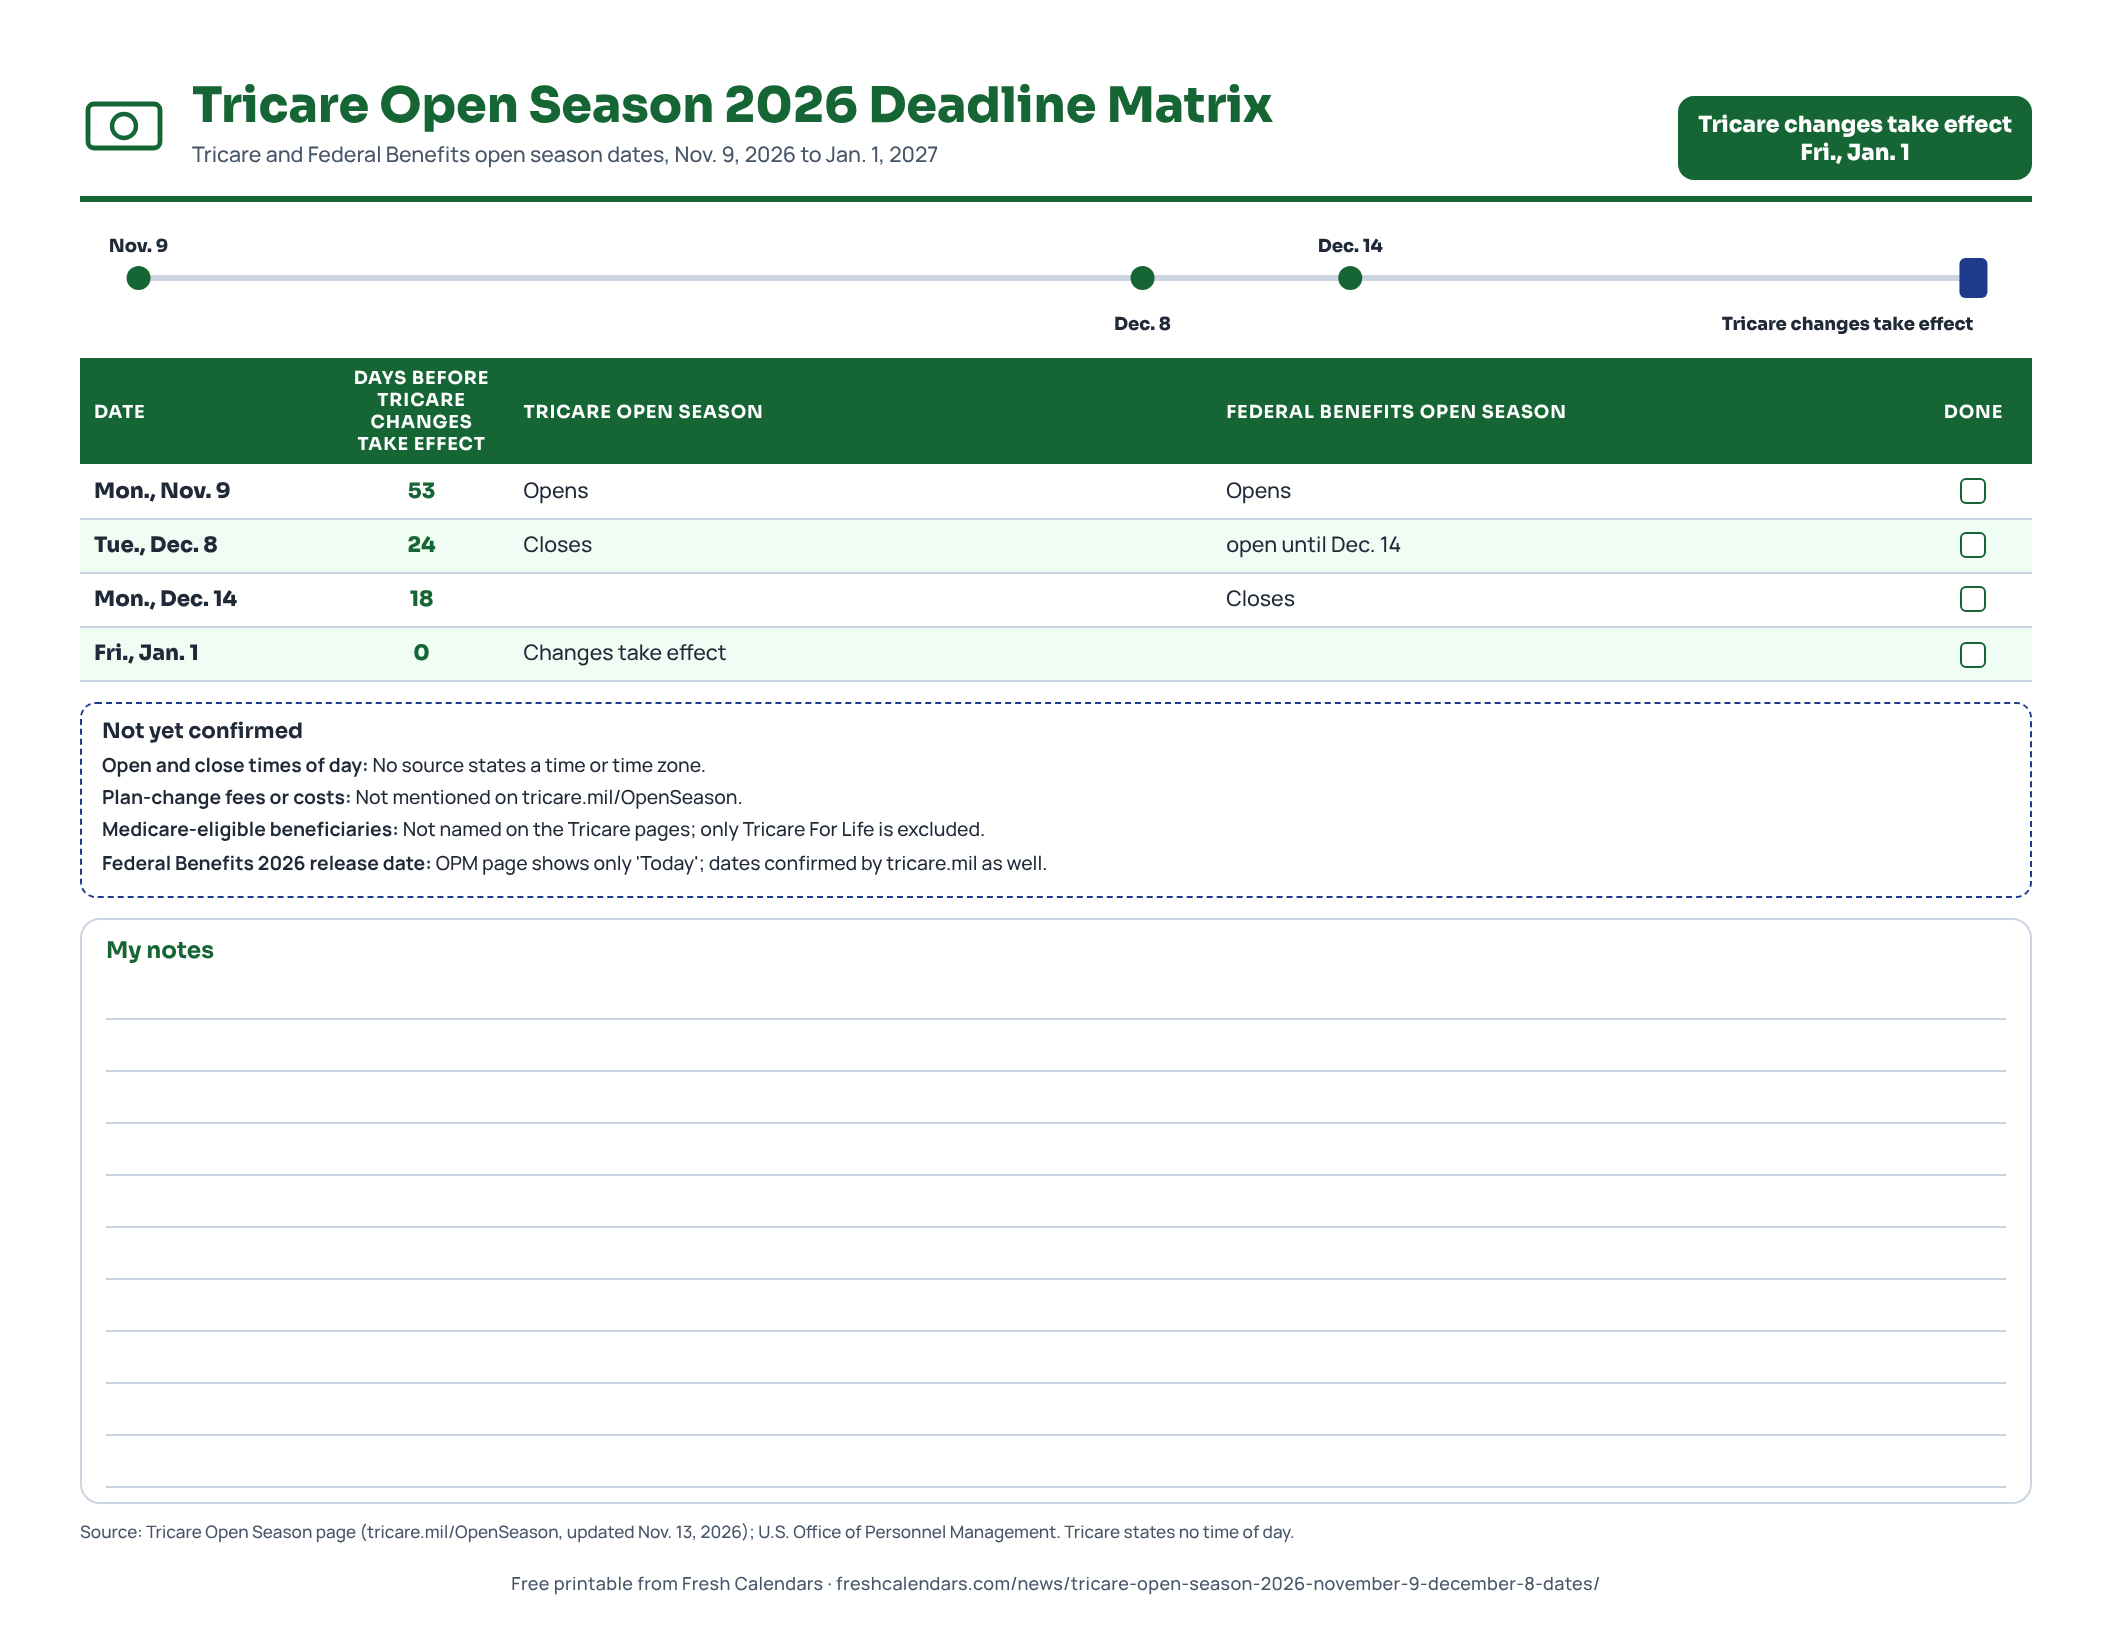 Tricare Open Season 2026 Deadline Matrix
Tricare and Federal Benefits open season dates, Nov. 9, 2026 to Jan. 1, 2027
Tricare changes take effect
Fri., Jan. 1
Nov. 9
Dec. 14
Dec. 8
Tricare changes take effect
DATE
DAYS BEFORE
TRICARE
CHANGES
TAKE EFFECT
TRICARE OPEN SEASON
FEDERAL BENEFITS OPEN SEASON
DONE
Mon., Nov. 9 53 Opens Opens
Tue., Dec. 8 24 Closes open until Dec. 14
Mon., Dec. 14 18 Closes
Fri., Jan. 1 0 Changes take effect
Not yet confirmed
Open and close times of day: No source states a time or time zone.
Plan-change fees or costs: Not mentioned on tricare.mil/OpenSeason.
Medicare-eligible beneficiaries: Not named on the Tricare pages; only Tricare For Life is excluded.
Federal Benefits 2026 release date: OPM page shows only 'Today'; dates confirmed by tricare.mil as well.
My notes
Source: Tricare Open Season page (tricare.mil/OpenSeason, updated Nov. 13, 2026); U.S. Office of Personnel Management. Tricare states no time of day.
Free printable from Fresh Calendars · freshcalendars.com/news/tricare-open-season-2026-november-9-december-8-dates/